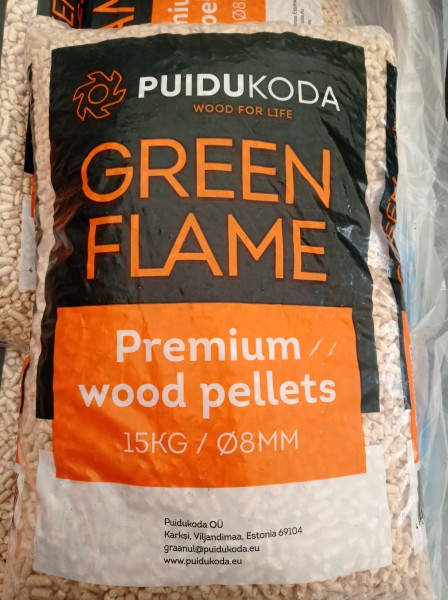 PUIDUKODA
WOOD FOR LIFE
GREEN
FLAME
Premium
wood pellets
15KG / Ø8MM
Puidukoda OÜ
Karksi, Viljandimaa, Estonia 69104
graanul@puidukoda.eu
www.puidukoda.eu